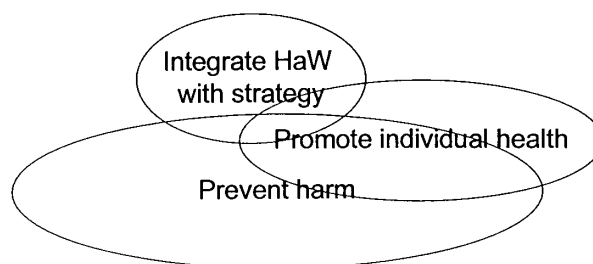 Integrate HaW
with strategy
Promote individual health
Prevent harm